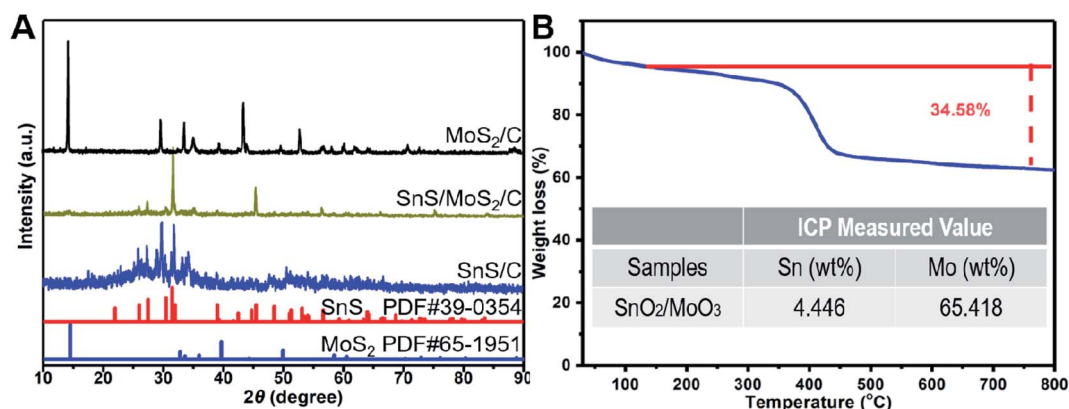 A
Intensity (a.u.)
MoS₂/C
SnS/MoS₂/C
SnS/C
SnS PDF#39-0354
MoS₂ PDF#65-1951
10 20 30 40 50 60 70 80 90
2θ (degree)
B
Weight loss (%)
100
80
60
40
20
0
34.58%
ICP Measured Value
Samples Sn (wt%) Mo (wt%)
SnO₂/MoO₃ 4.446 65.418
100 200 300 400 500 600 700 800
Temperature (°C)